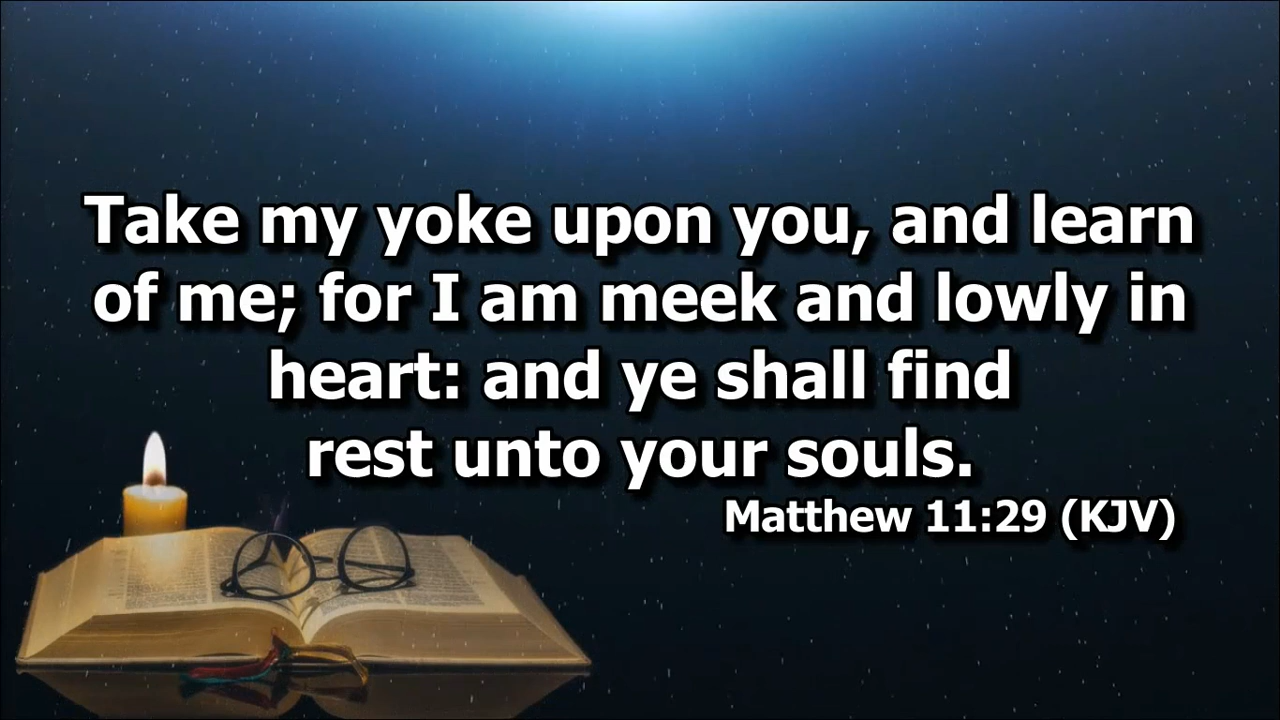 Take my yoke upon you, and learn
of me; for I am meek and lowly in
heart: and ye shall find
rest unto your souls.
Matthew 11:29 (KJV)